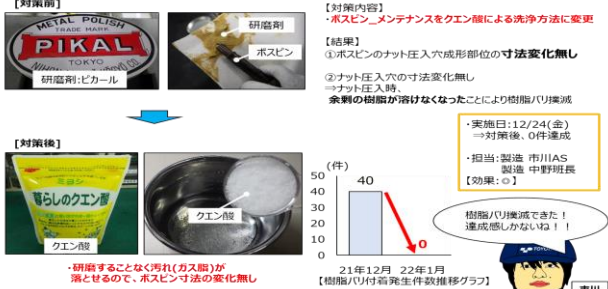 [対策前]
METAL POLISH
TRADE MARK
PIKAL
TOKYO
研磨剤:ピカール
研磨剤
ボスピン
[対策後]
ミヨシ
暮らしのクエン酸
クエン酸
クエン酸
・研磨することなく汚れ(ガス脂)が
落とせるので、ボスピン寸法の変化無し
【対策内容】
・ボスピン_メンテナンスをクエン酸による洗浄方法に変更
【結果】
①ボスピンのナット圧入穴成形部位の寸法変化無し
②ナット圧入穴の寸法変化無し
⇒ナット圧入時、
余剰の樹脂が溶けなくなったことにより樹脂バリ撲滅
・実施日:12/24(金)
⇒対策後、0件達成
・担当:製造 市川AS
製造 中野班長
【効果:◎】
(件)
50
40
30
20
10
0
40
0
21年12月 22年1月
【樹脂バリ付着発生件数推移グラフ】
樹脂バリ撲滅できた!
達成感しかないね!!
市川